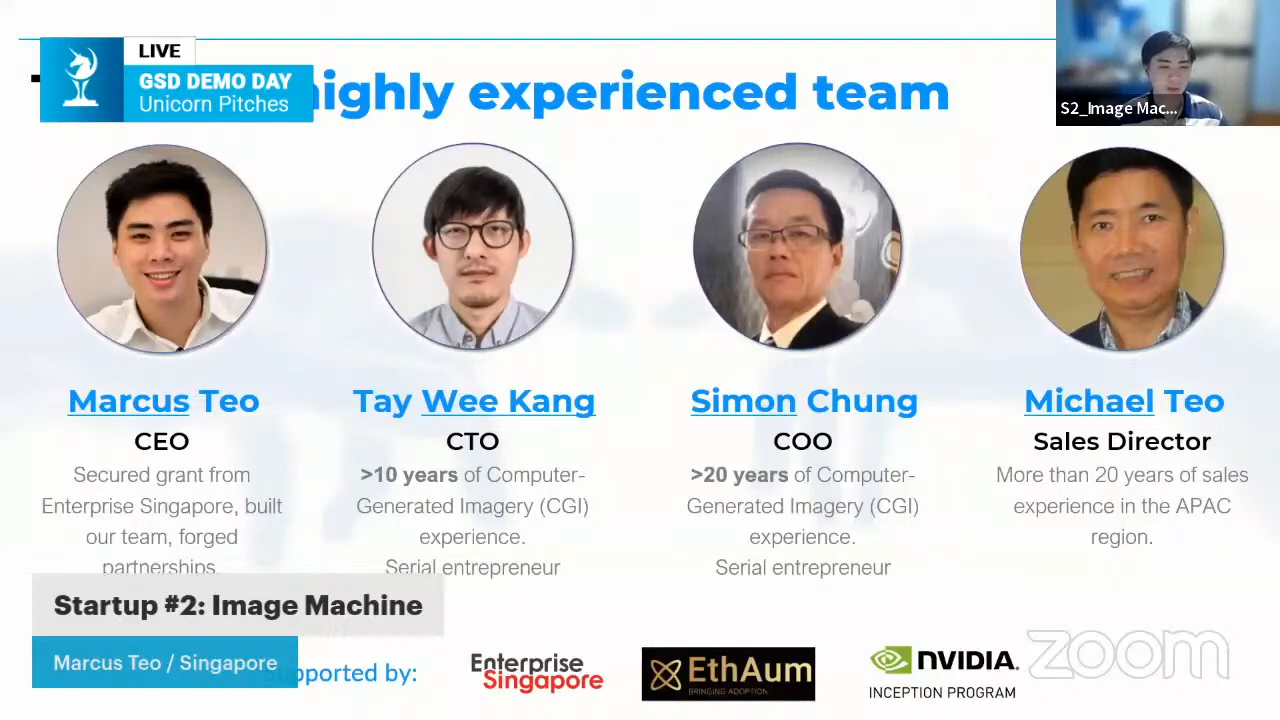 LIVE
GSD DEMO DAY
Unicorn Pitches
highly experienced team
S2_Image Mac...
Marcus Teo
CEO
Secured grant from
Enterprise Singapore, built
our team, forged
partnerships.
Tay Wee Kang
CTO
>10 years of Computer-
Generated Imagery (CGI)
experience.
Serial entrepreneur
Simon Chung
COO
>20 years of Computer-
Generated Imagery (CGI)
experience.
Serial entrepreneur
Michael Teo
Sales Director
More than 20 years of sales
experience in the APAC
region.
Startup #2: Image Machine
Marcus Teo / Singapore
Supported by:
Enterprise
Singapore
EthAum
BRINGING ADOPTION
NVIDIA.
INCEPTION PROGRAM
zoom